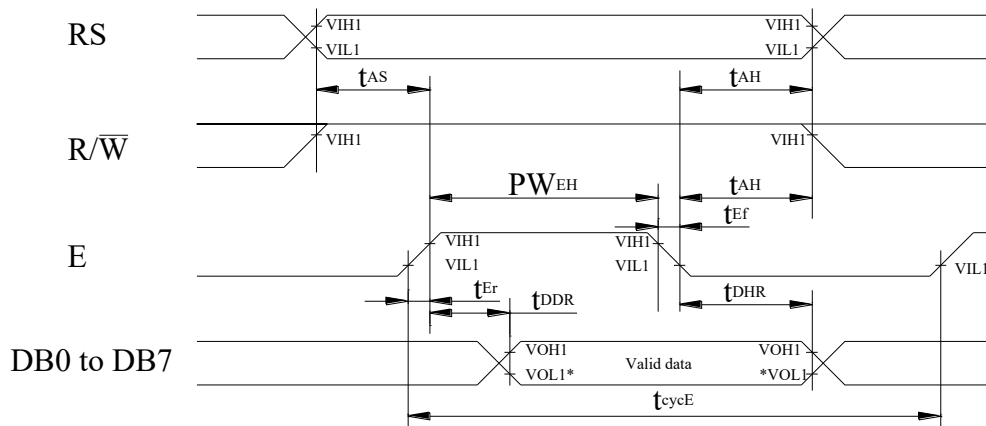 RS
VIH1
VIH1
VIL1
VIL1
tAS
tAH
R/W̅
VIH1
VIH1
PWEH
tAH
tEf
E
VIH1
VIH1
VIL1
VIL1
VIL1
tEr
tDDR
tDHR
DB0 to DB7
VOH1
Valid data
VOH1
VOL1*
*VOL1
tcycE